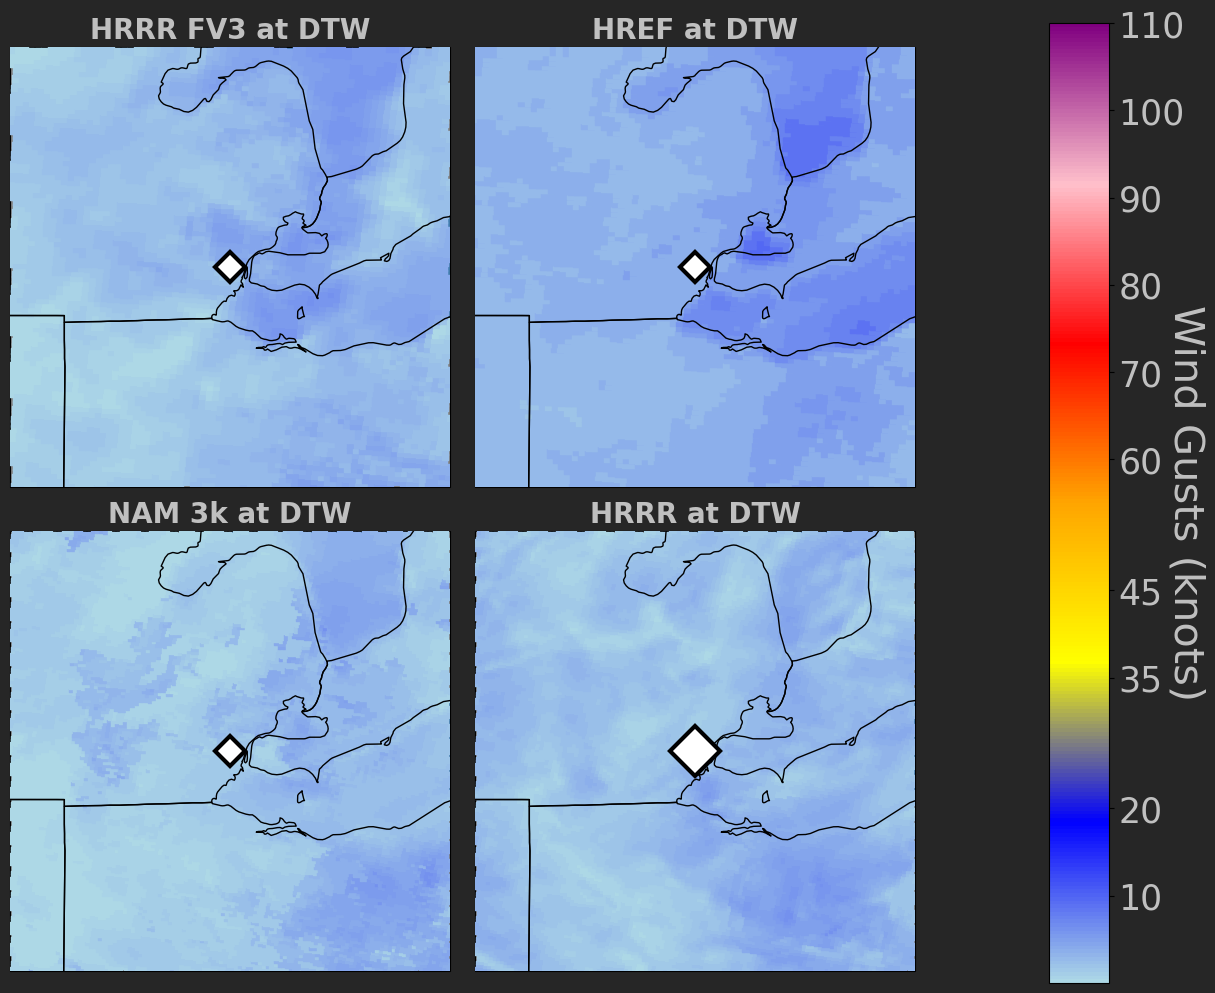 HRRR FV3 at DTW
HREF at DTW
NAM 3k at DTW
HRRR at DTW
110
100
90
80
70
60
45
35
20
10
Wind Gusts (knots)